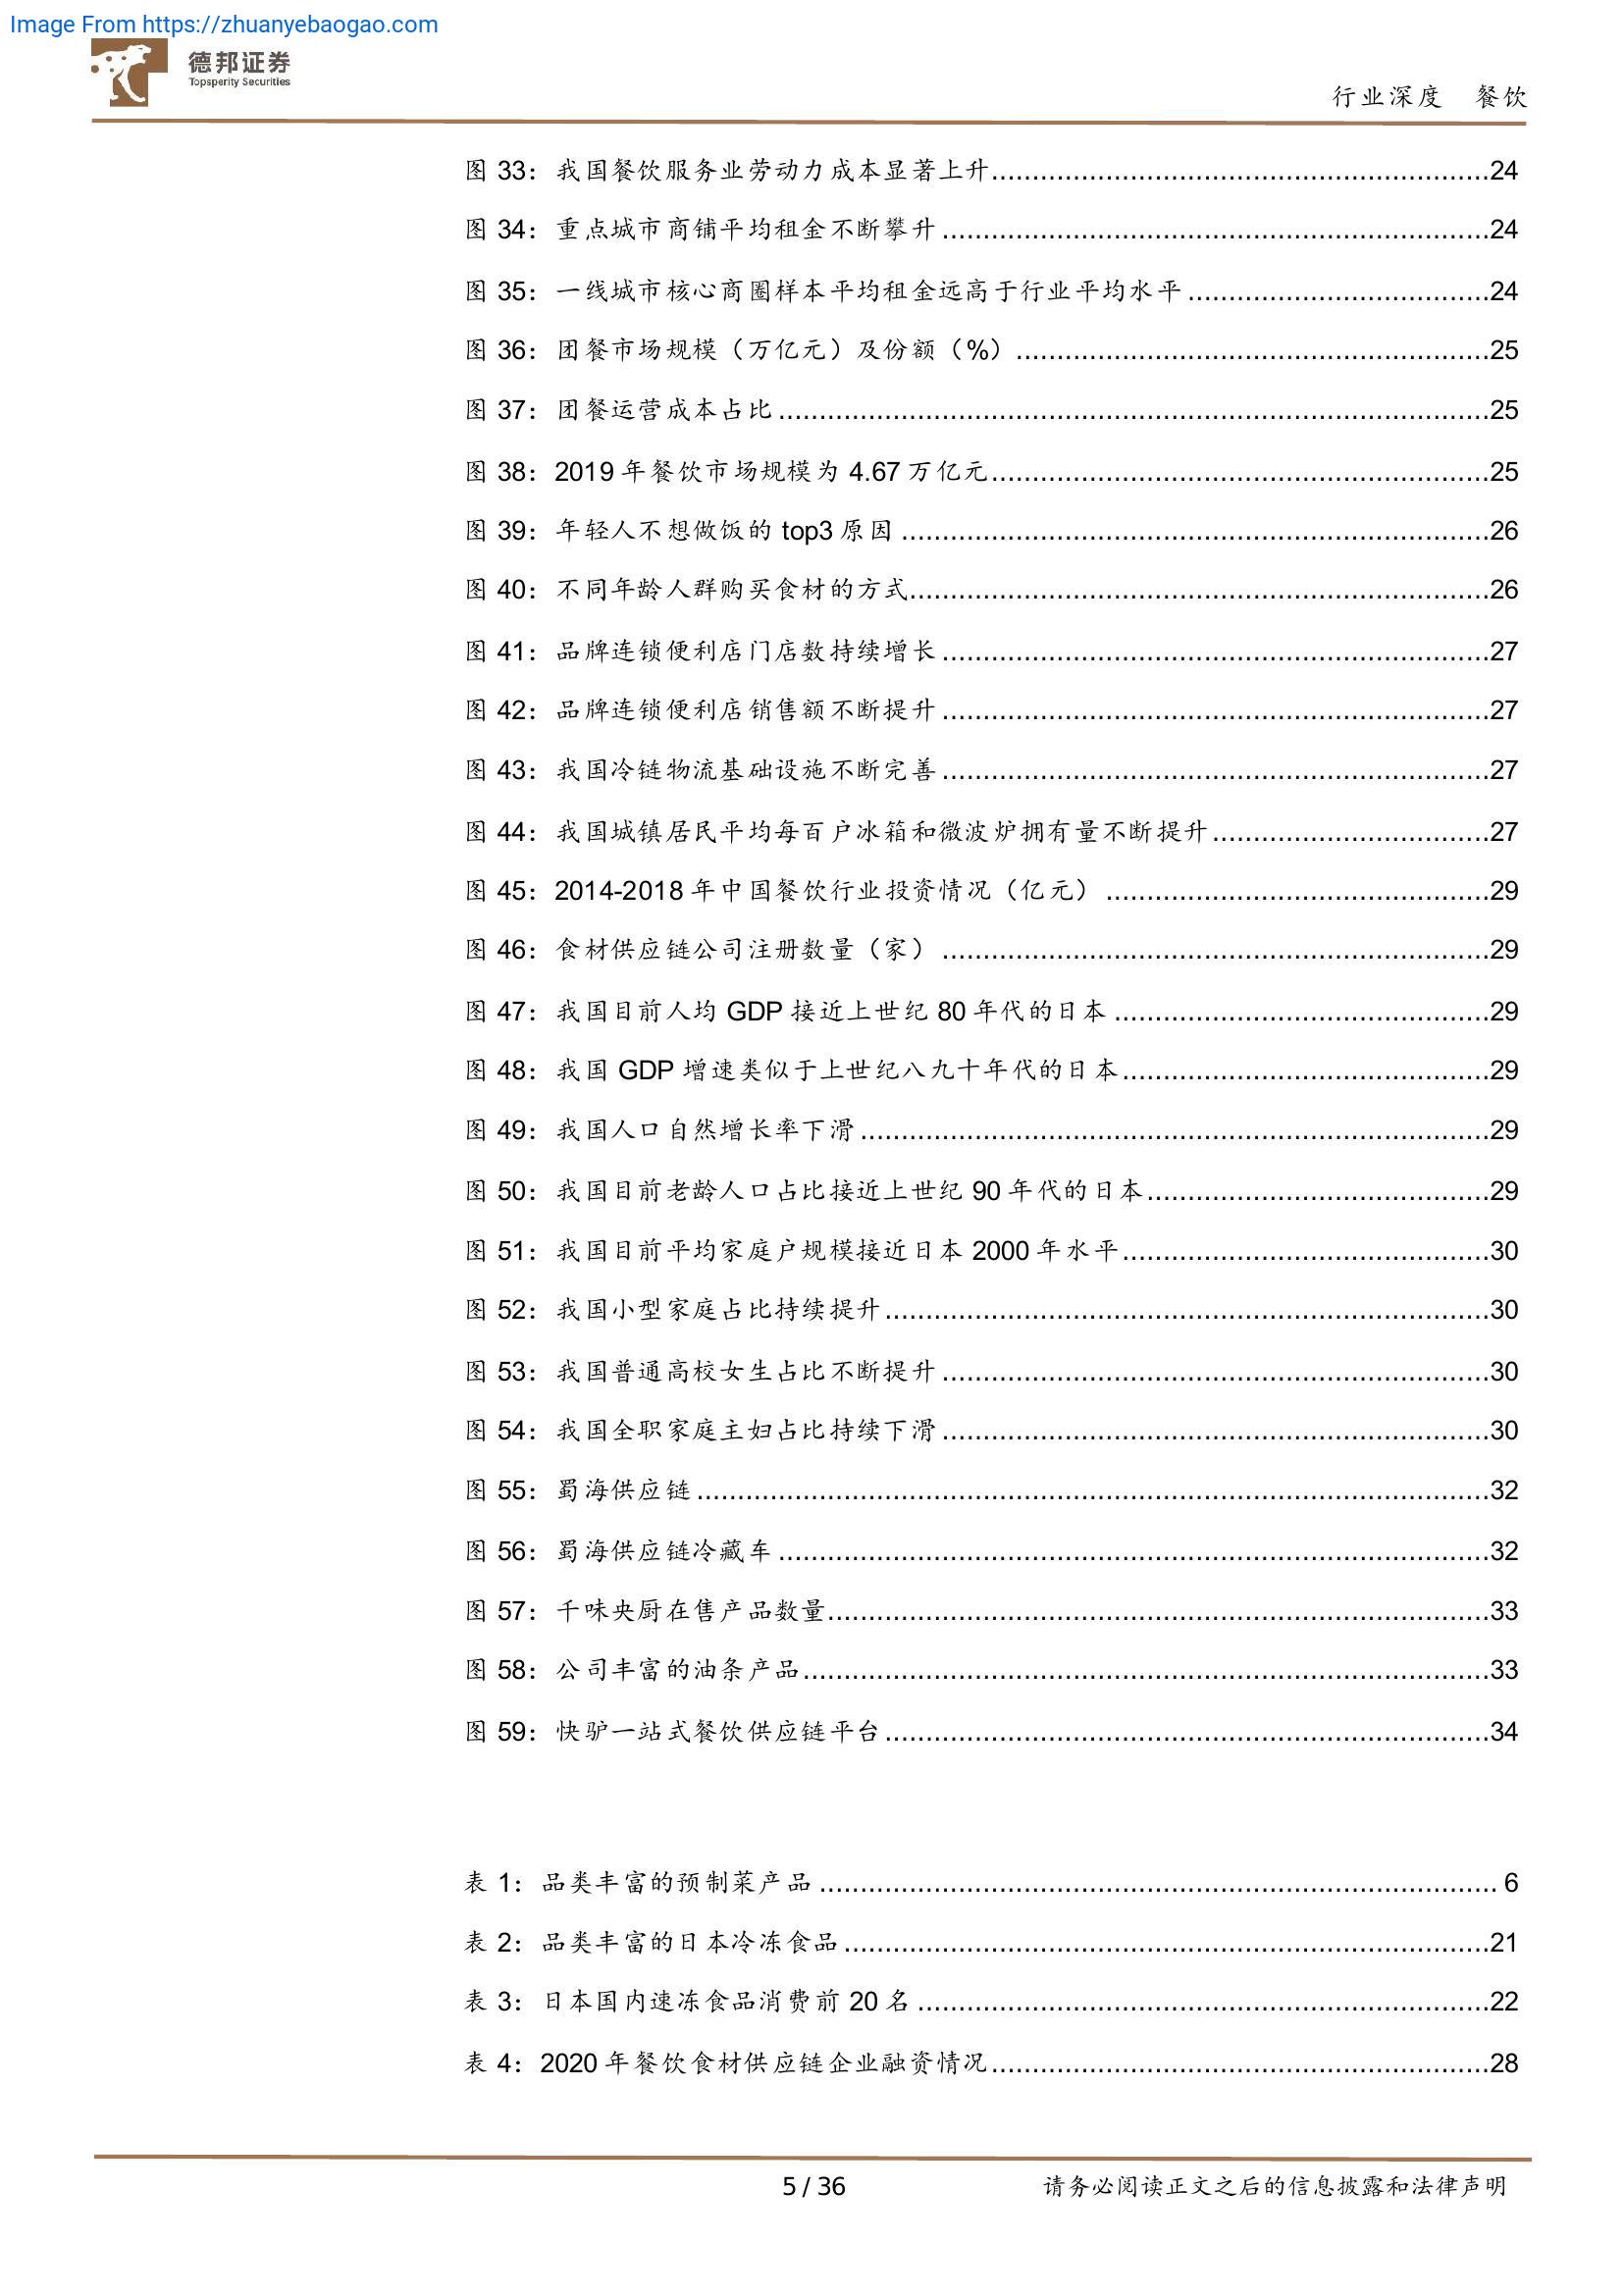 Image From https://zhuanyebaogao.com
德邦证券
Topsperity Securities
行业深度 餐饮
图 33：我国餐饮服务业劳动力成本显著上升.............................................................24
图 34：重点城市商铺平均租金不断攀升...................................................................24
图 35：一线城市核心商圈样本平均租金远高于行业平均水平.....................................24
图 36：团餐市场规模（万亿元）及份额（%）..........................................................25
图 37：团餐运营成本占比.......................................................................................25
图 38：2019 年餐饮市场规模为 4.67 万亿元.............................................................25
图 39：年轻人不想做饭的 top3 原因........................................................................26
图 40：不同年龄人群购买食材的方式.......................................................................26
图 41：品牌连锁便利店门店数持续增长...................................................................27
图 42：品牌连锁便利店销售额不断提升...................................................................27
图 43：我国冷链物流基础设施不断完善...................................................................27
图 44：我国城镇居民平均每百户冰箱和微波炉拥有量不断提升..................................27
图 45：2014-2018 年中国餐饮行业投资情况（亿元）...............................................29
图 46：食材供应链公司注册数量（家）...................................................................29
图 47：我国目前人均 GDP 接近上世纪 80 年代的日本..............................................29
图 48：我国 GDP 增速类似于上世纪八九十年代的日本.............................................29
图 49：我国人口自然增长率下滑.............................................................................29
图 50：我国目前老龄人口占比接近上世纪 90 年代的日本..........................................29
图 51：我国目前平均家庭户规模接近日本 2000 年水平.............................................30
图 52：我国小型家庭占比持续提升..........................................................................30
图 53：我国普通高校女生占比不断提升...................................................................30
图 54：我国全职家庭主妇占比持续下滑...................................................................30
图 55：蜀海供应链.................................................................................................32
图 56：蜀海供应链冷藏车.......................................................................................32
图 57：千味央厨在售产品数量.................................................................................33
图 58：公司丰富的油条产品....................................................................................33
图 59：快驴一站式餐饮供应链平台..........................................................................34
表 1：品类丰富的预制菜产品................................................................................... 6
表 2：品类丰富的日本冷冻食品...............................................................................21
表 3：日本国内速冻食品消费前 20 名......................................................................22
表 4：2020 年餐饮食材供应链企业融资情况.............................................................28
5 / 36
请务必阅读正文之后的信息披露和法律声明